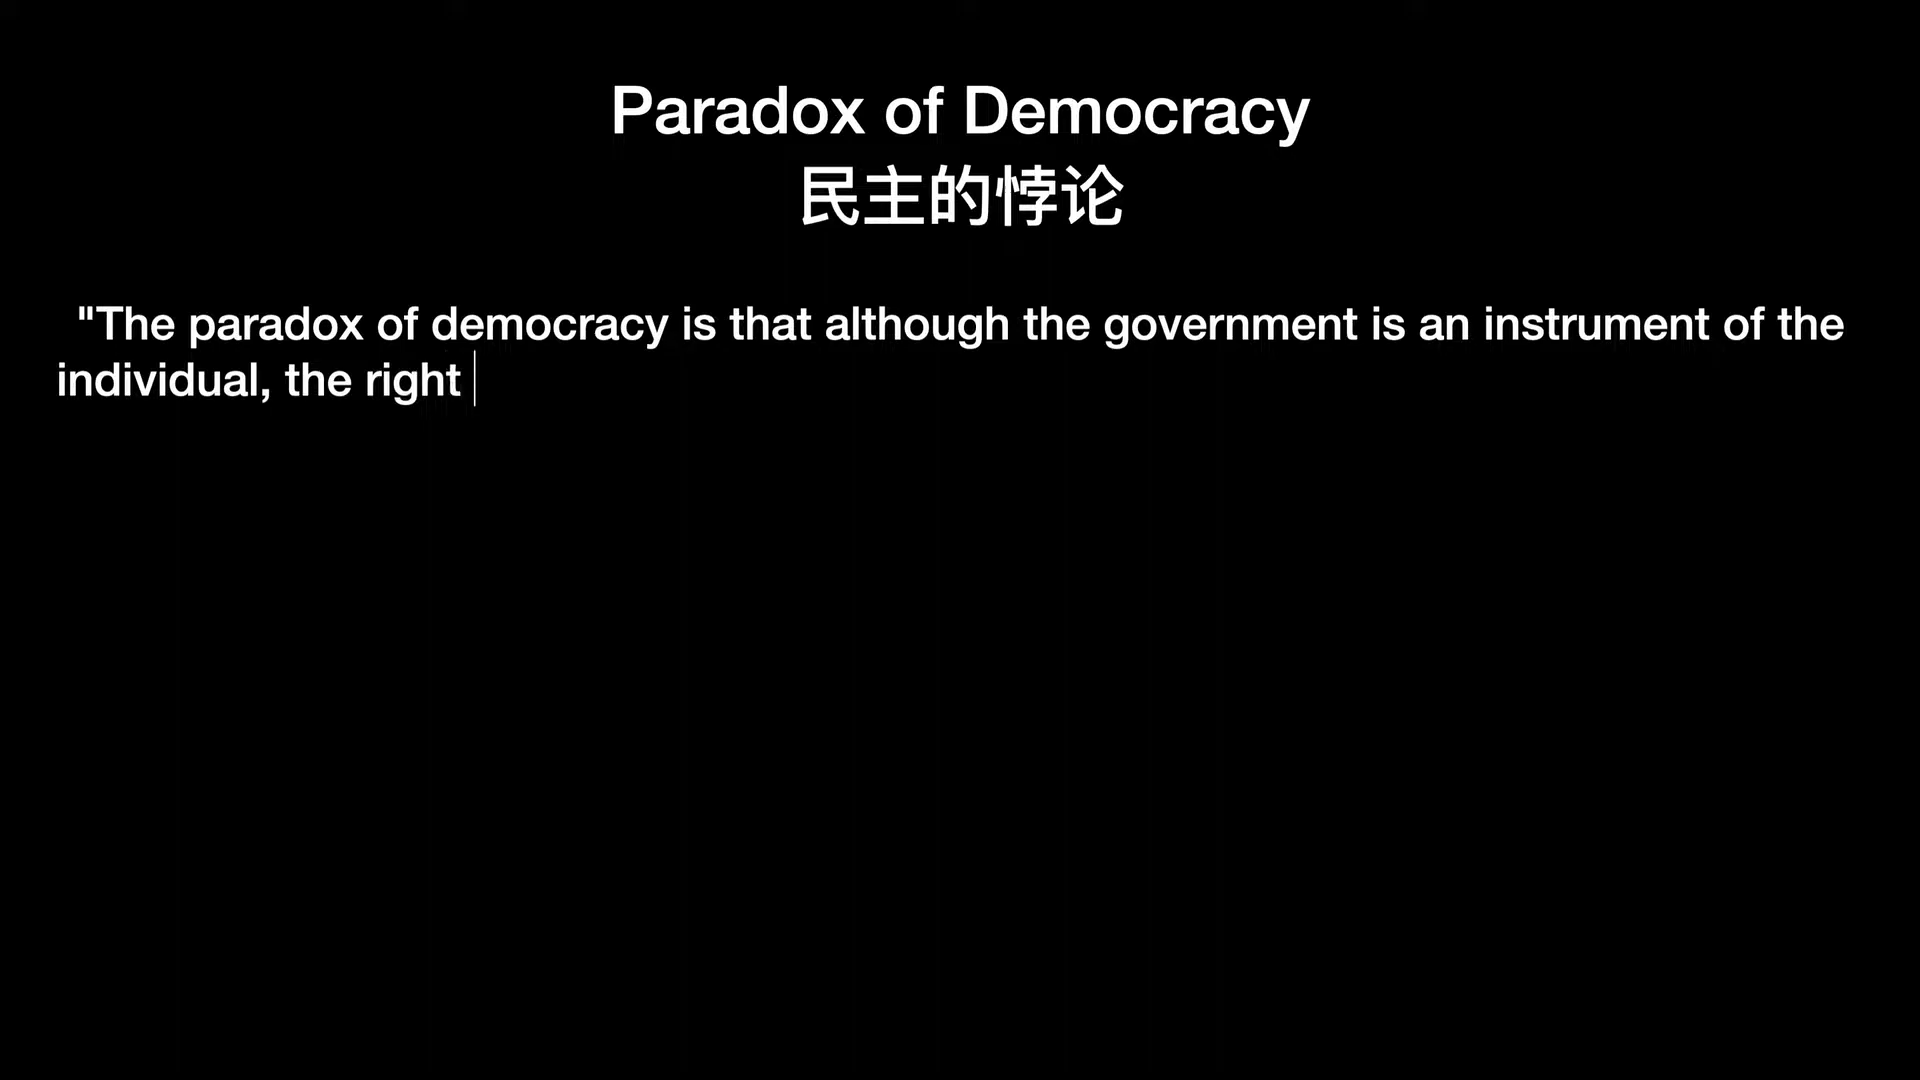 Paradox of Democracy
民主的悖论
"The paradox of democracy is that although the government is an instrument of the
individual, the right